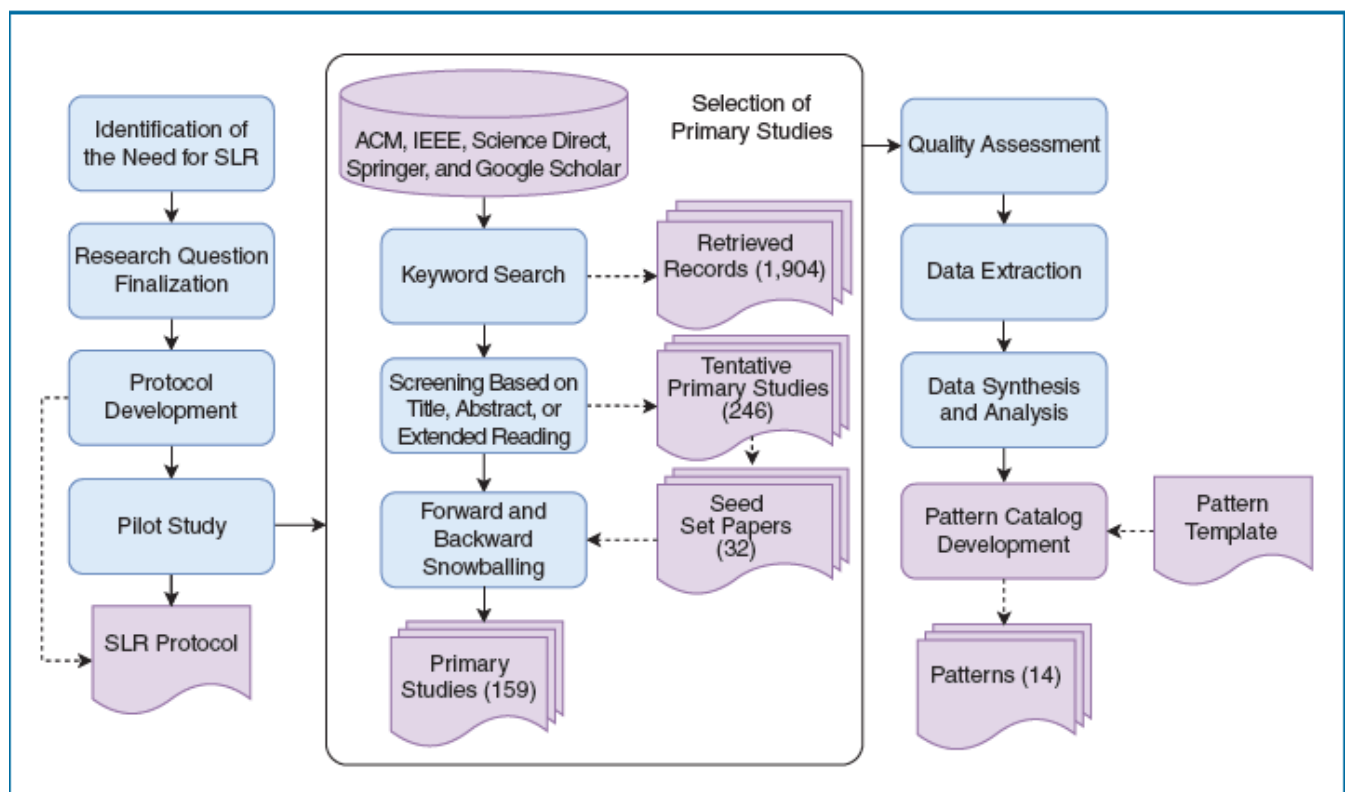 Identification of
the Need for SLR
Research Question
Finalization
Protocol
Development
Pilot Study
SLR Protocol
ACM, IEEE, Science Direct,
Springer, and Google Scholar
Selection of
Primary Studies
Keyword Search
Retrieved
Records (1,904)
Screening Based on
Title, Abstract, or
Extended Reading
Tentative
Primary Studies
(246)
Forward and
Backward
Snowballing
Seed
Set Papers
(32)
Primary
Studies (159)
Quality Assessment
Data Extraction
Data Synthesis
and Analysis
Pattern Catalog
Development
Pattern
Template
Patterns (14)